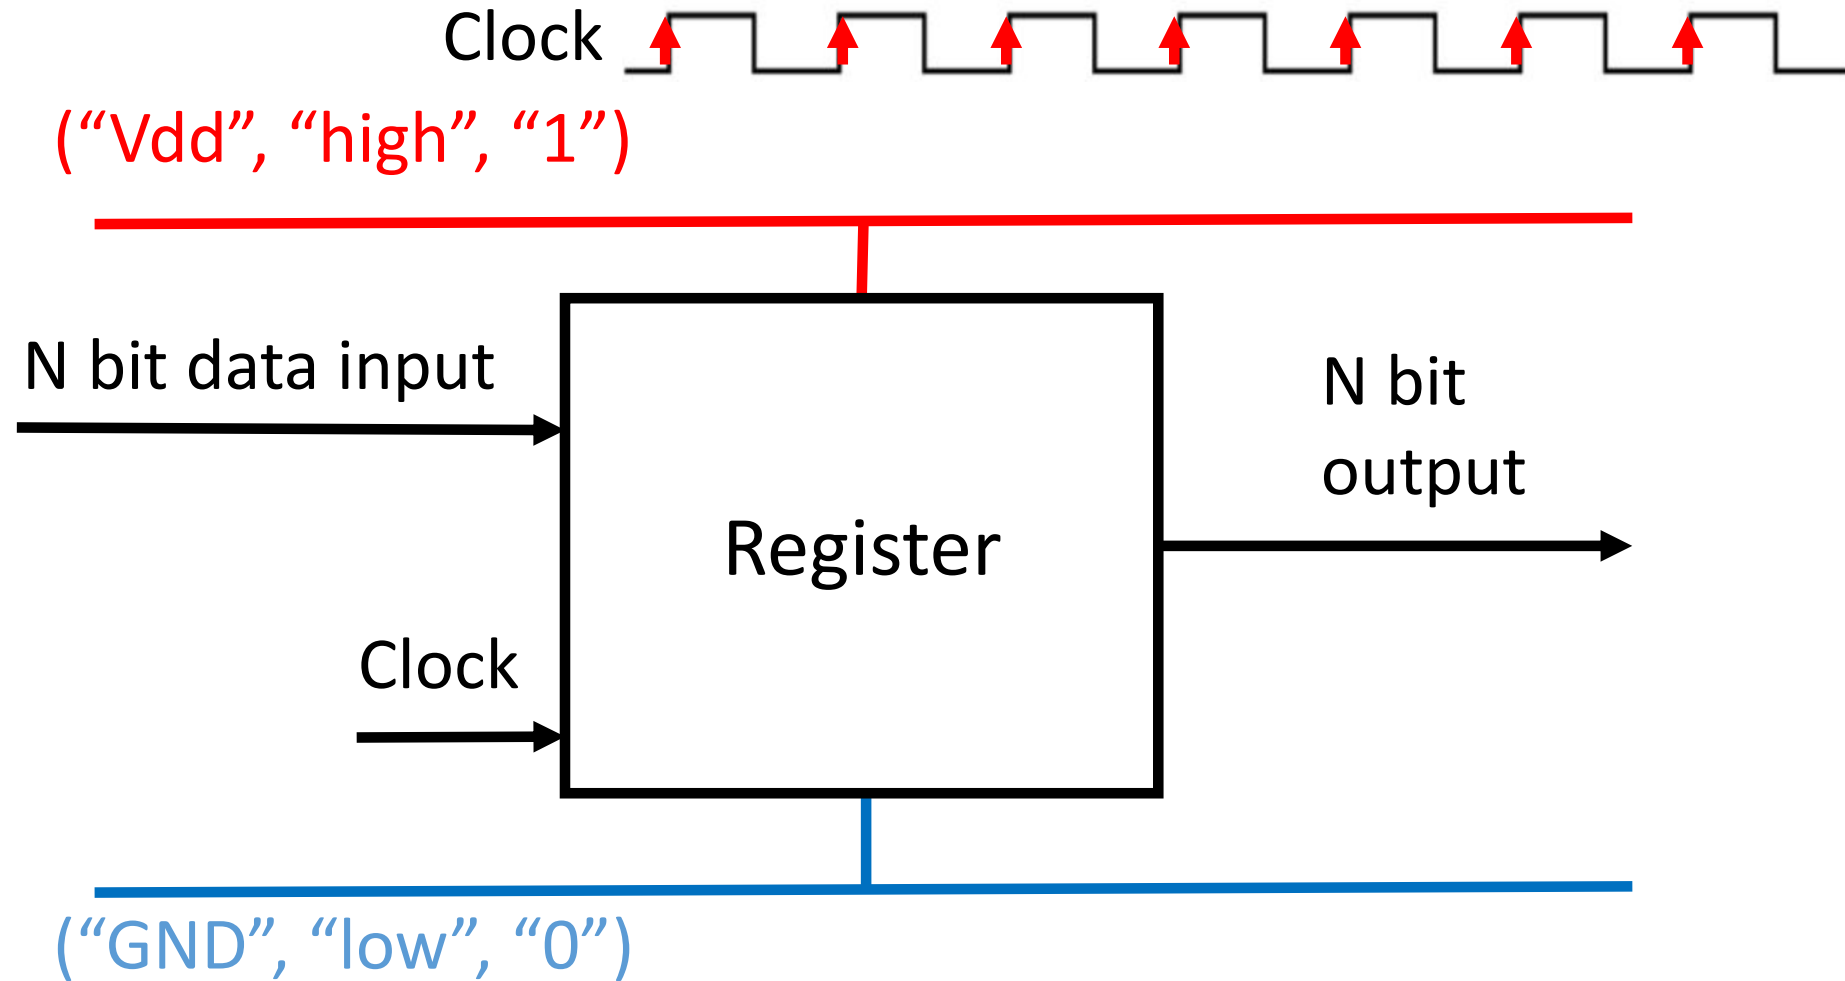 Clock
(“Vdd”, “high”, “1”)
N bit data input
N bit
output
Register
Clock
(“GND”, “low”, “0”)